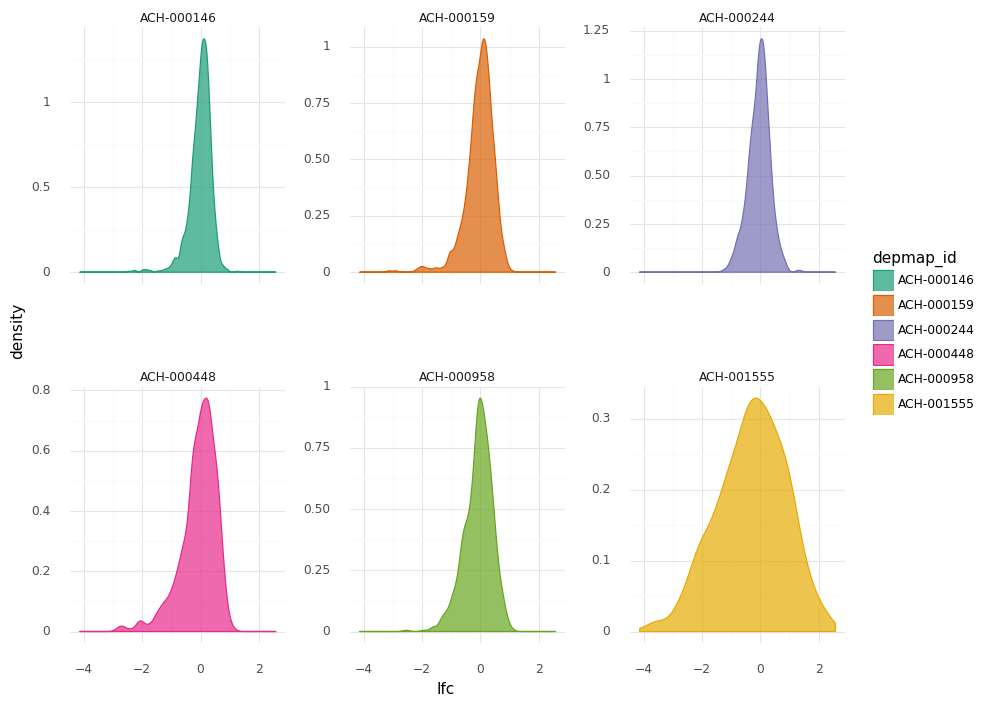 ACH-000146
ACH-000159
ACH-000244
1
0.5
0
1
0.75
0.50
0.25
0
1.25
1
0.75
0.50
0.25
0
density
ACH-000448
ACH-000958
ACH-001555
0.8
0.6
0.4
0.2
0
1
0.75
0.50
0.25
0
0.3
0.2
0.1
0
−4 −2 0 2
−4 −2 0 2
−4 −2 0 2
lfc
depmap_id
ACH-000146
ACH-000159
ACH-000244
ACH-000448
ACH-000958
ACH-001555